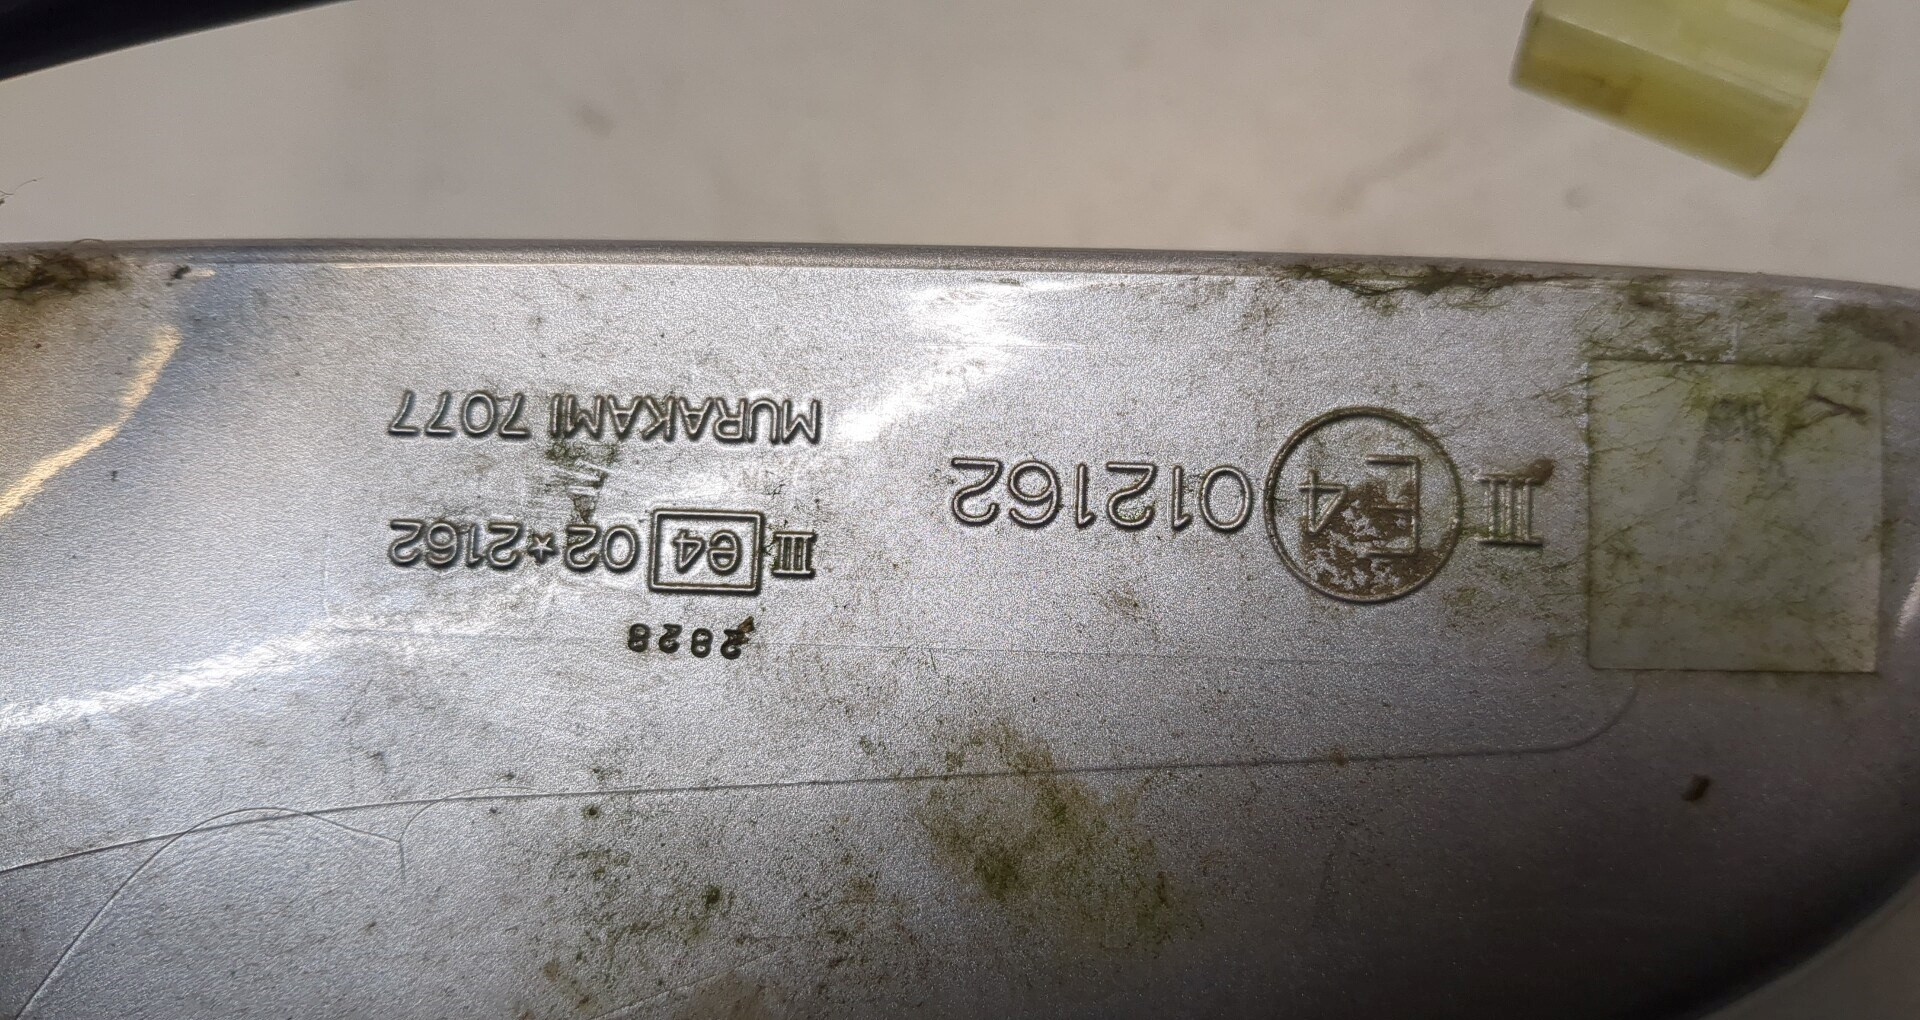 III E4 012162
2828
III e4 02★2162
MURAKAMI 7077